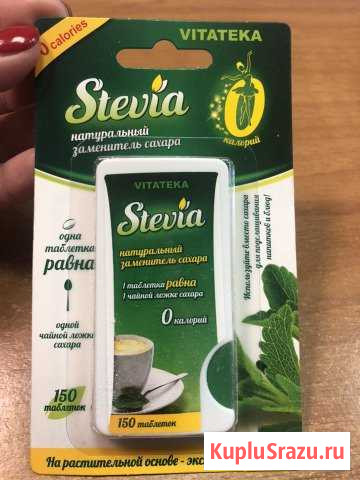 0 calories
VITATEKA
Stevia
натуральный
заменитель сахара
0
калорий
одна
таблетка
равна
одной
чайной ложке
сахара
150
таблеток
VITATEKA
Stevia
натуральный
заменитель сахара
1 таблетка равна
1 чайной ложке сахара
0 калорий
150 таблеток
Используйте вместо сахара
для подслащивания
напитков и блюд!
На растительной основе - экс
KupluSrazu.ru